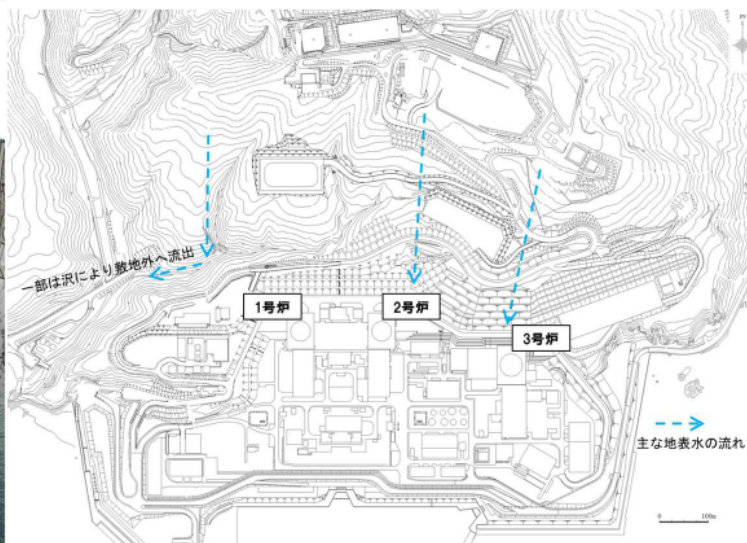 一部は沢により敷地外へ流出
1号炉
2号炉
3号炉
主な地表水の流れ
0 100m